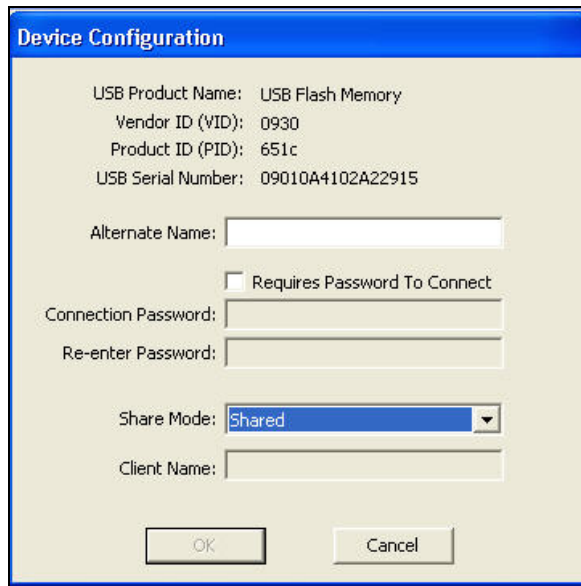 Device Configuration
USB Product Name: USB Flash Memory
Vendor ID (VID): 0930
Product ID (PID): 651c
USB Serial Number: 09010A4102A22915
Alternate Name:
Requires Password To Connect
Connection Password:
Re-enter Password:
Share Mode: Shared
Client Name:
OK Cancel